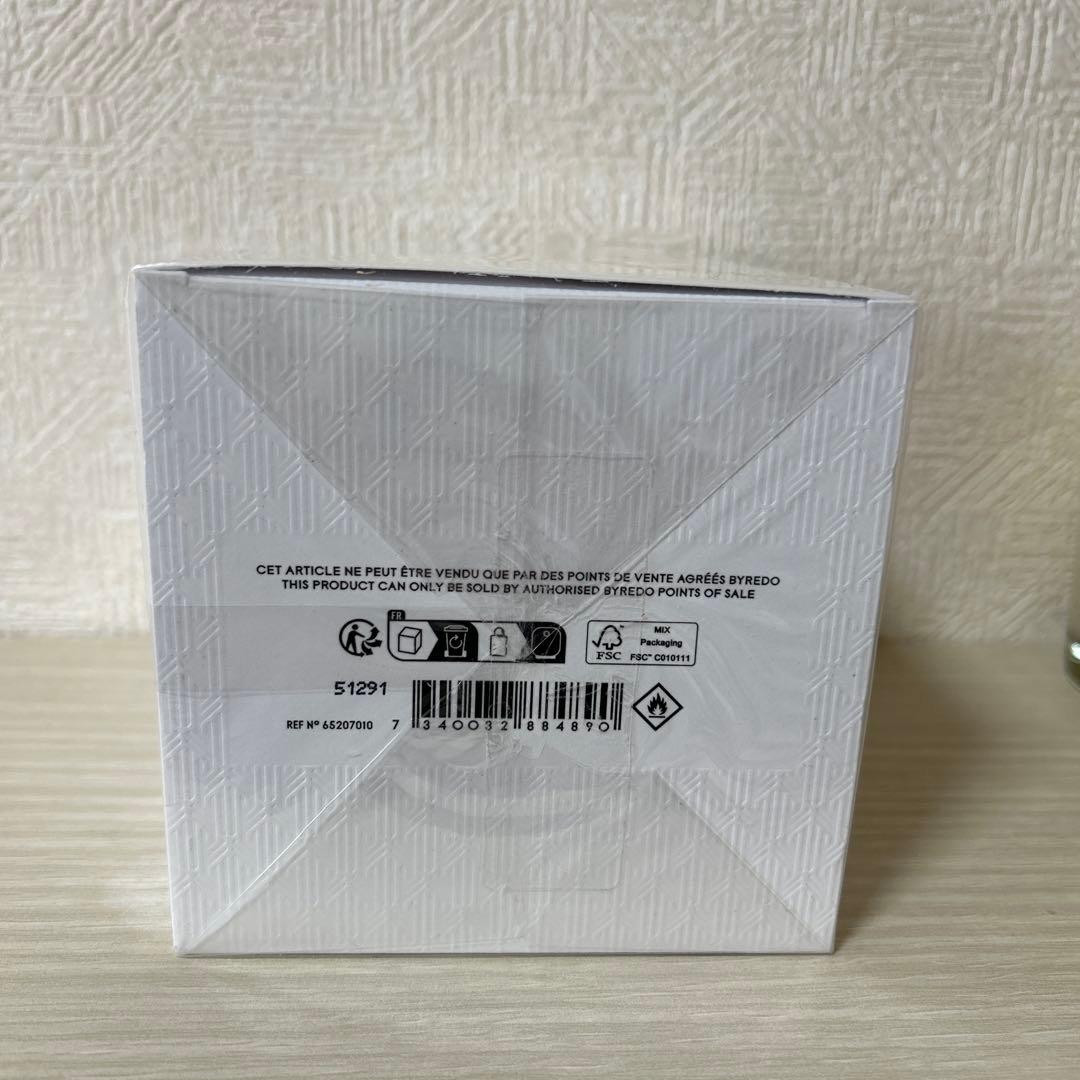 CET ARTICLE NE PEUT ÊTRE VENDU QUE PAR DES POINTS DE VENTE AGRÉÉS BYREDO
THIS PRODUCT CAN ONLY BE SOLD BY AUTHORISED BYREDO POINTS OF SALE
FR
FSC
MIX
Packaging
FSC™ C010111
51291
REF Nº 65207010
7 340032 884890